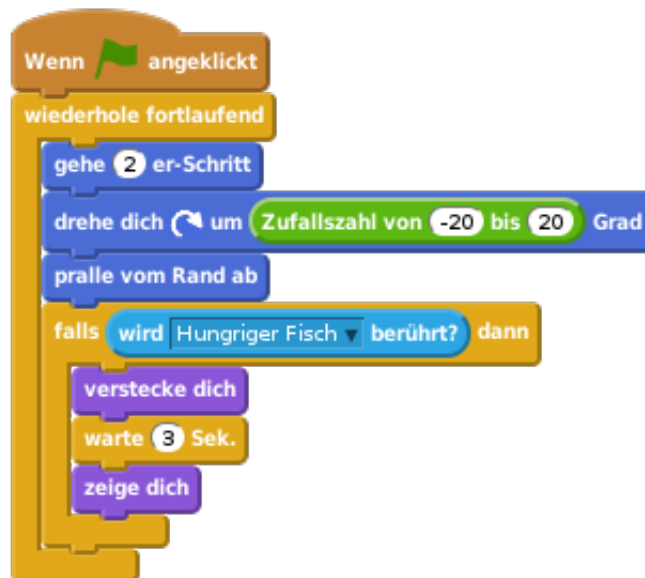 Wenn angeklickt
wiederhole fortlaufend
gehe 2 er-Schritt
drehe dich um Zufallszahl von -20 bis 20 Grad
pralle vom Rand ab
falls wird Hungriger Fisch berührt? dann
verstecke dich
warte 3 Sek.
zeige dich